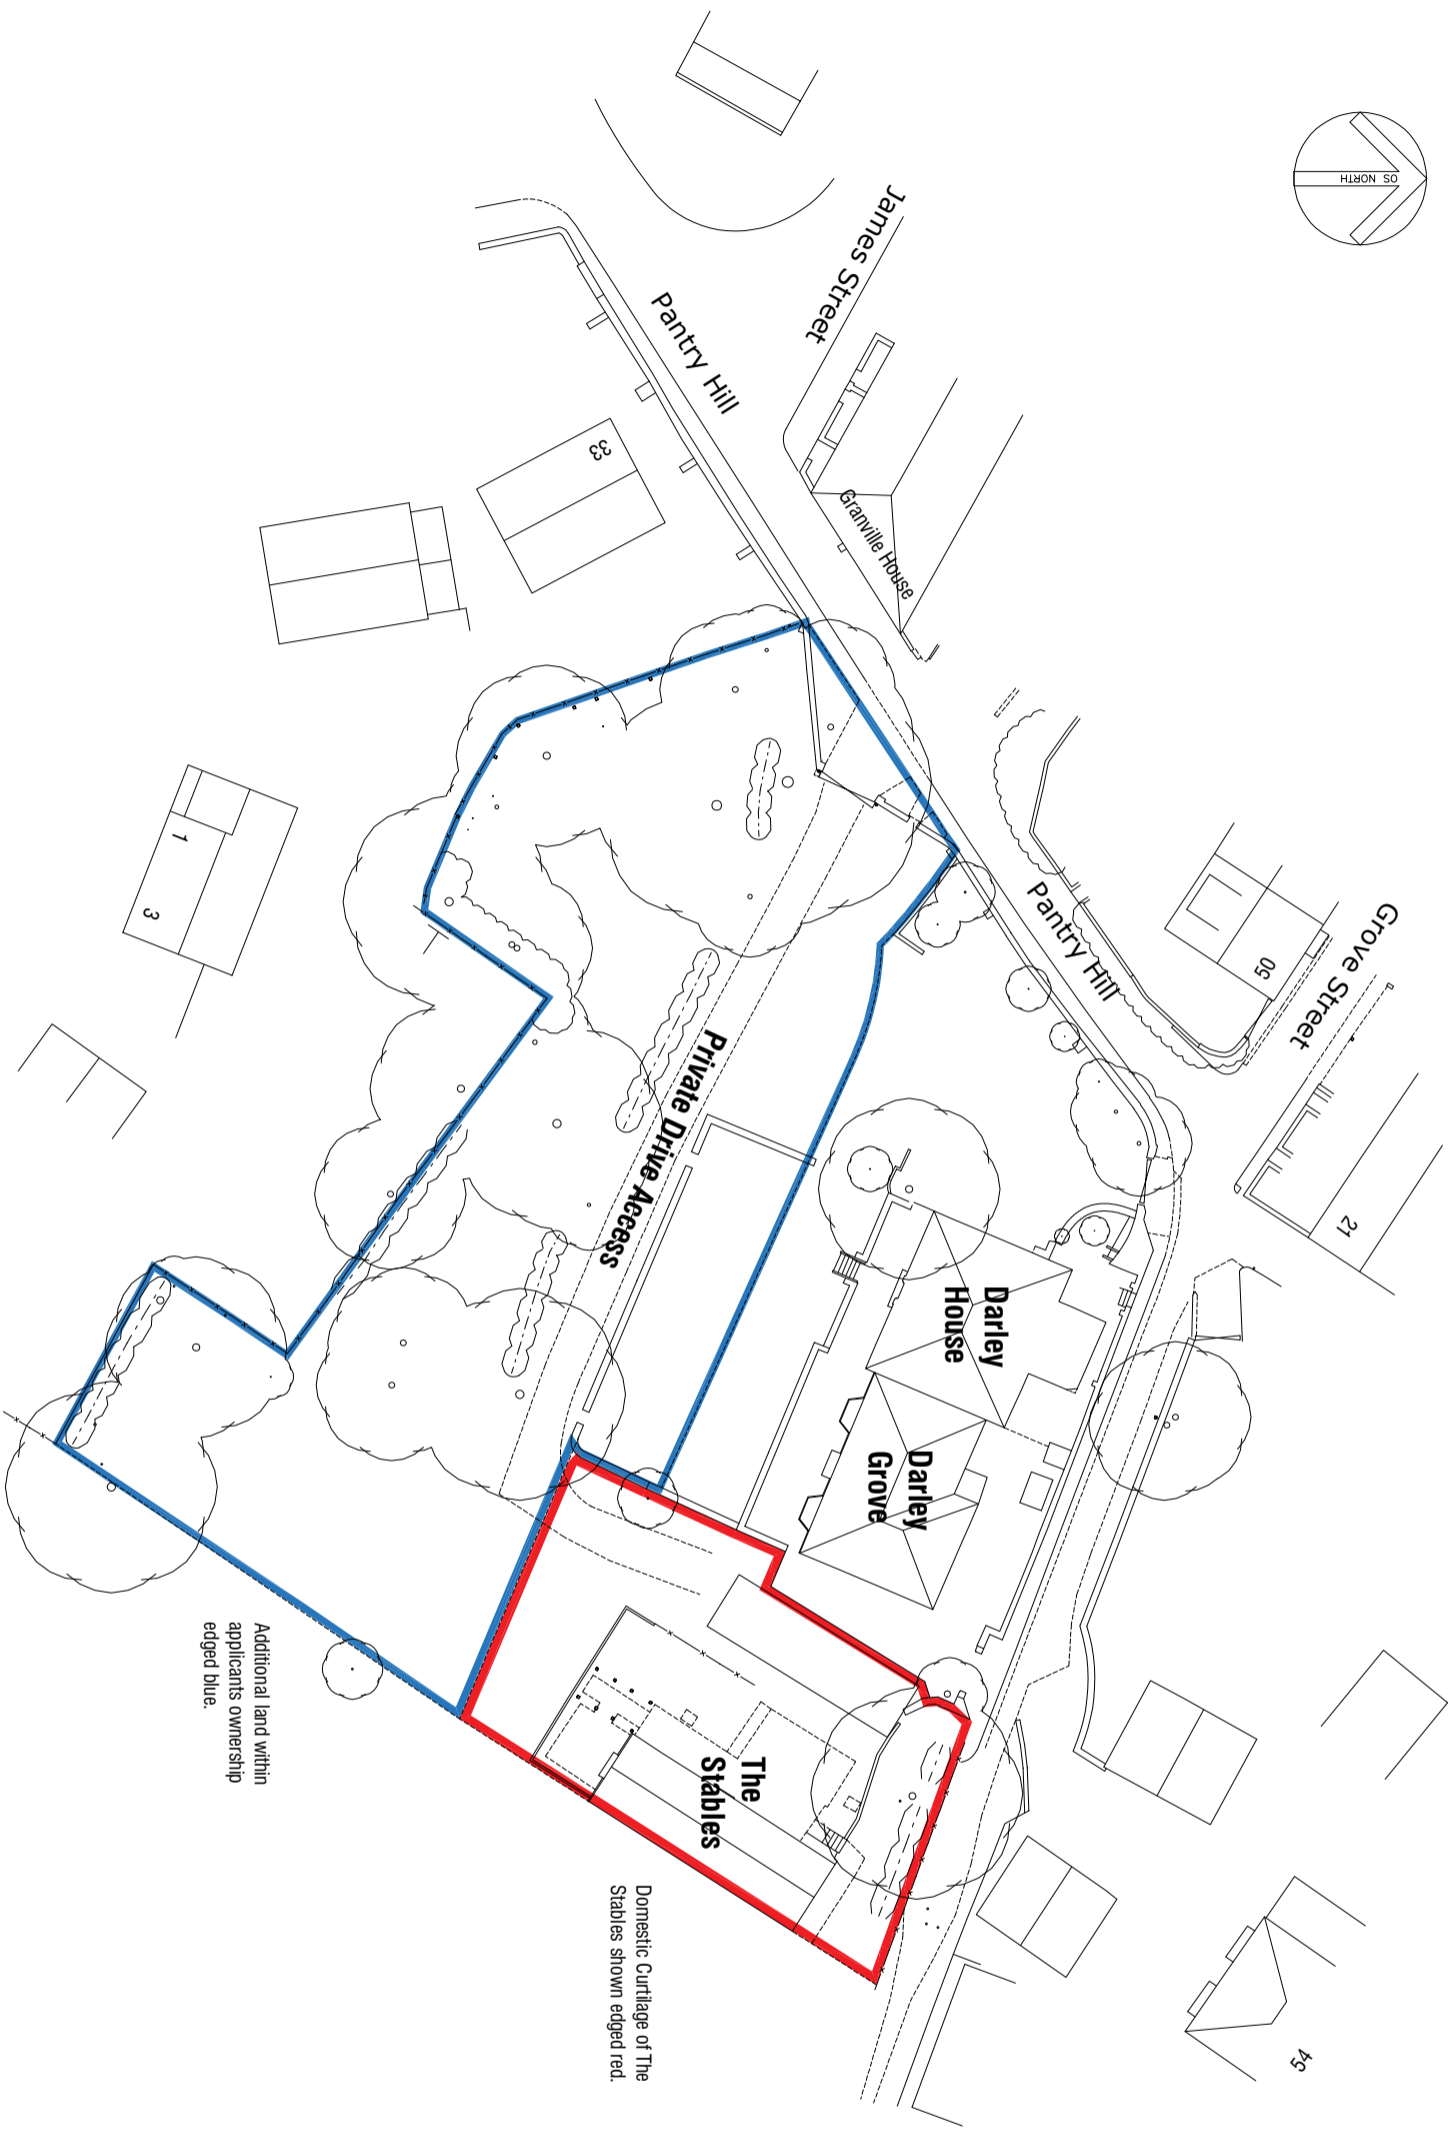 OS NORTH
James Street
Pantry Hill
33
Granville House
Grove Street
50
Pantry Hill
21
1
3
Private Drive Access
Darley
House
Darley
Grove
The
Stables
Additional land within
applicants ownership
edged blue.
Domestic Curtilage of The
Stables shown edged red.
54